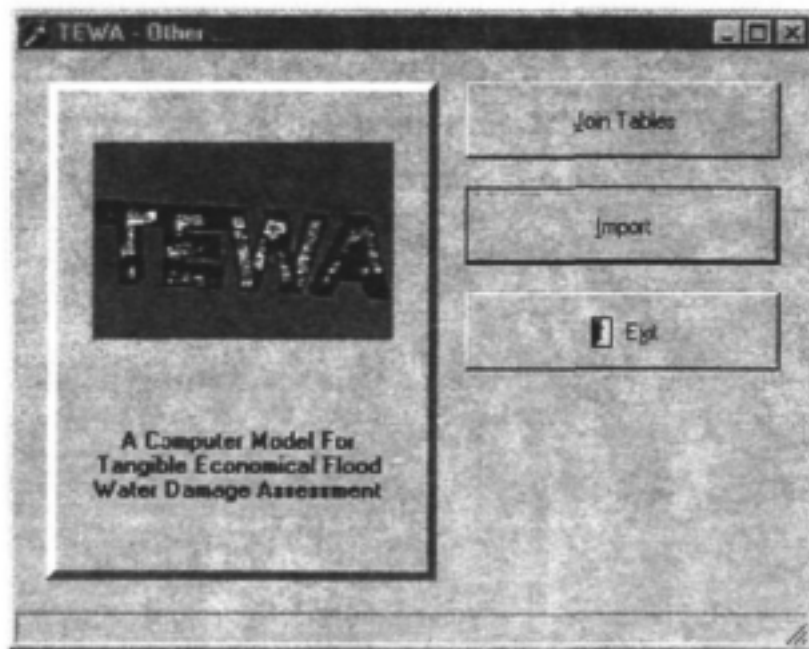 TEWA - Other ...
TEWA
A Computer Model For
Tangible Economical Flood
Water Damage Assessment
Join Tables
Import
Exit